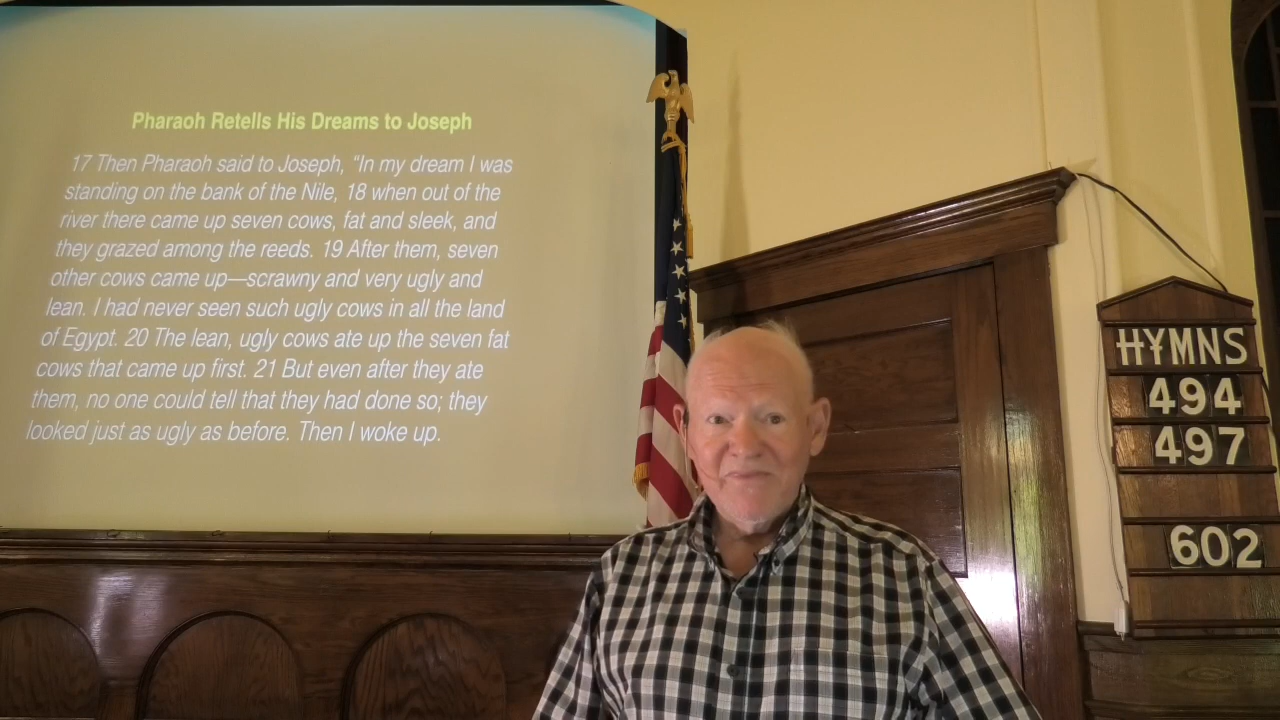 Pharaoh Retells His Dreams to Joseph
17 Then Pharaoh said to Joseph, “In my dream I was
standing on the bank of the Nile, 18 when out of the
river there came up seven cows, fat and sleek, and
they grazed among the reeds. 19 After them, seven
other cows came up—scrawny and very ugly and
lean. I had never seen such ugly cows in all the land
of Egypt. 20 The lean, ugly cows ate up the seven fat
cows that came up first. 21 But even after they ate
them, no one could tell that they had done so; they
looked just as ugly as before. Then I woke up.
HYMNS
494
497
602